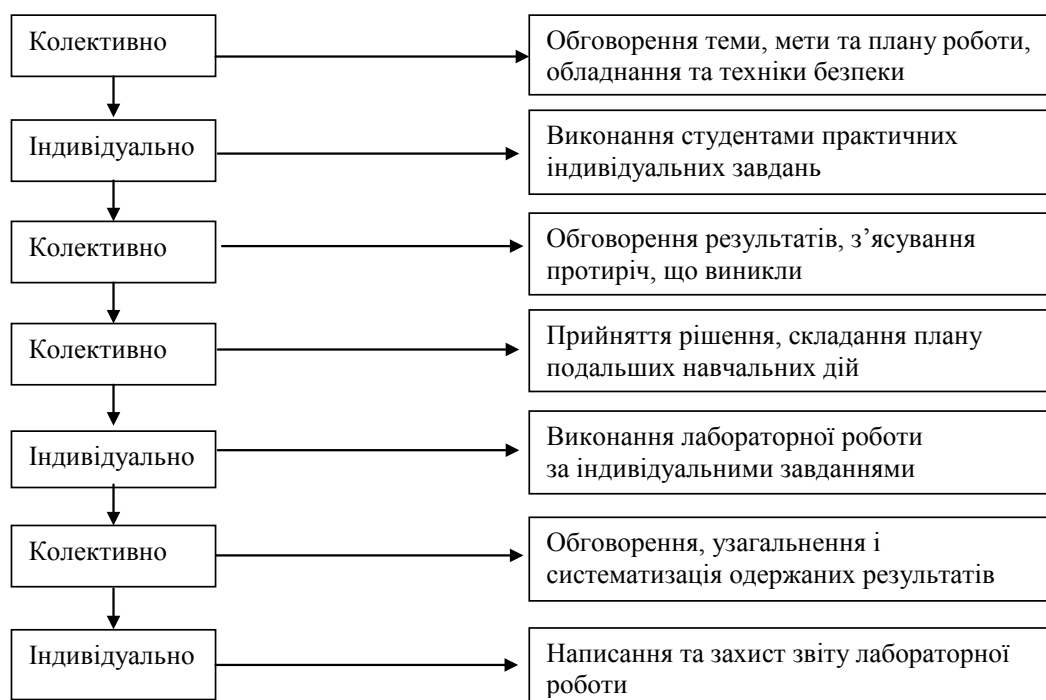 Колективно
Обговорення теми, мети та плану роботи,
обладнання та техніки безпеки
Індивідуально
Виконання студентами практичних
індивідуальних завдань
Колективно
Обговорення результатів, з’ясування
протиріч, що виникли
Колективно
Прийняття рішення, складання плану
подальших навчальних дій
Індивідуально
Виконання лабораторної роботи
за індивідуальними завданнями
Колективно
Обговорення, узагальнення і
систематизація одержаних результатів
Індивідуально
Написання та захист звіту лабораторної
роботи